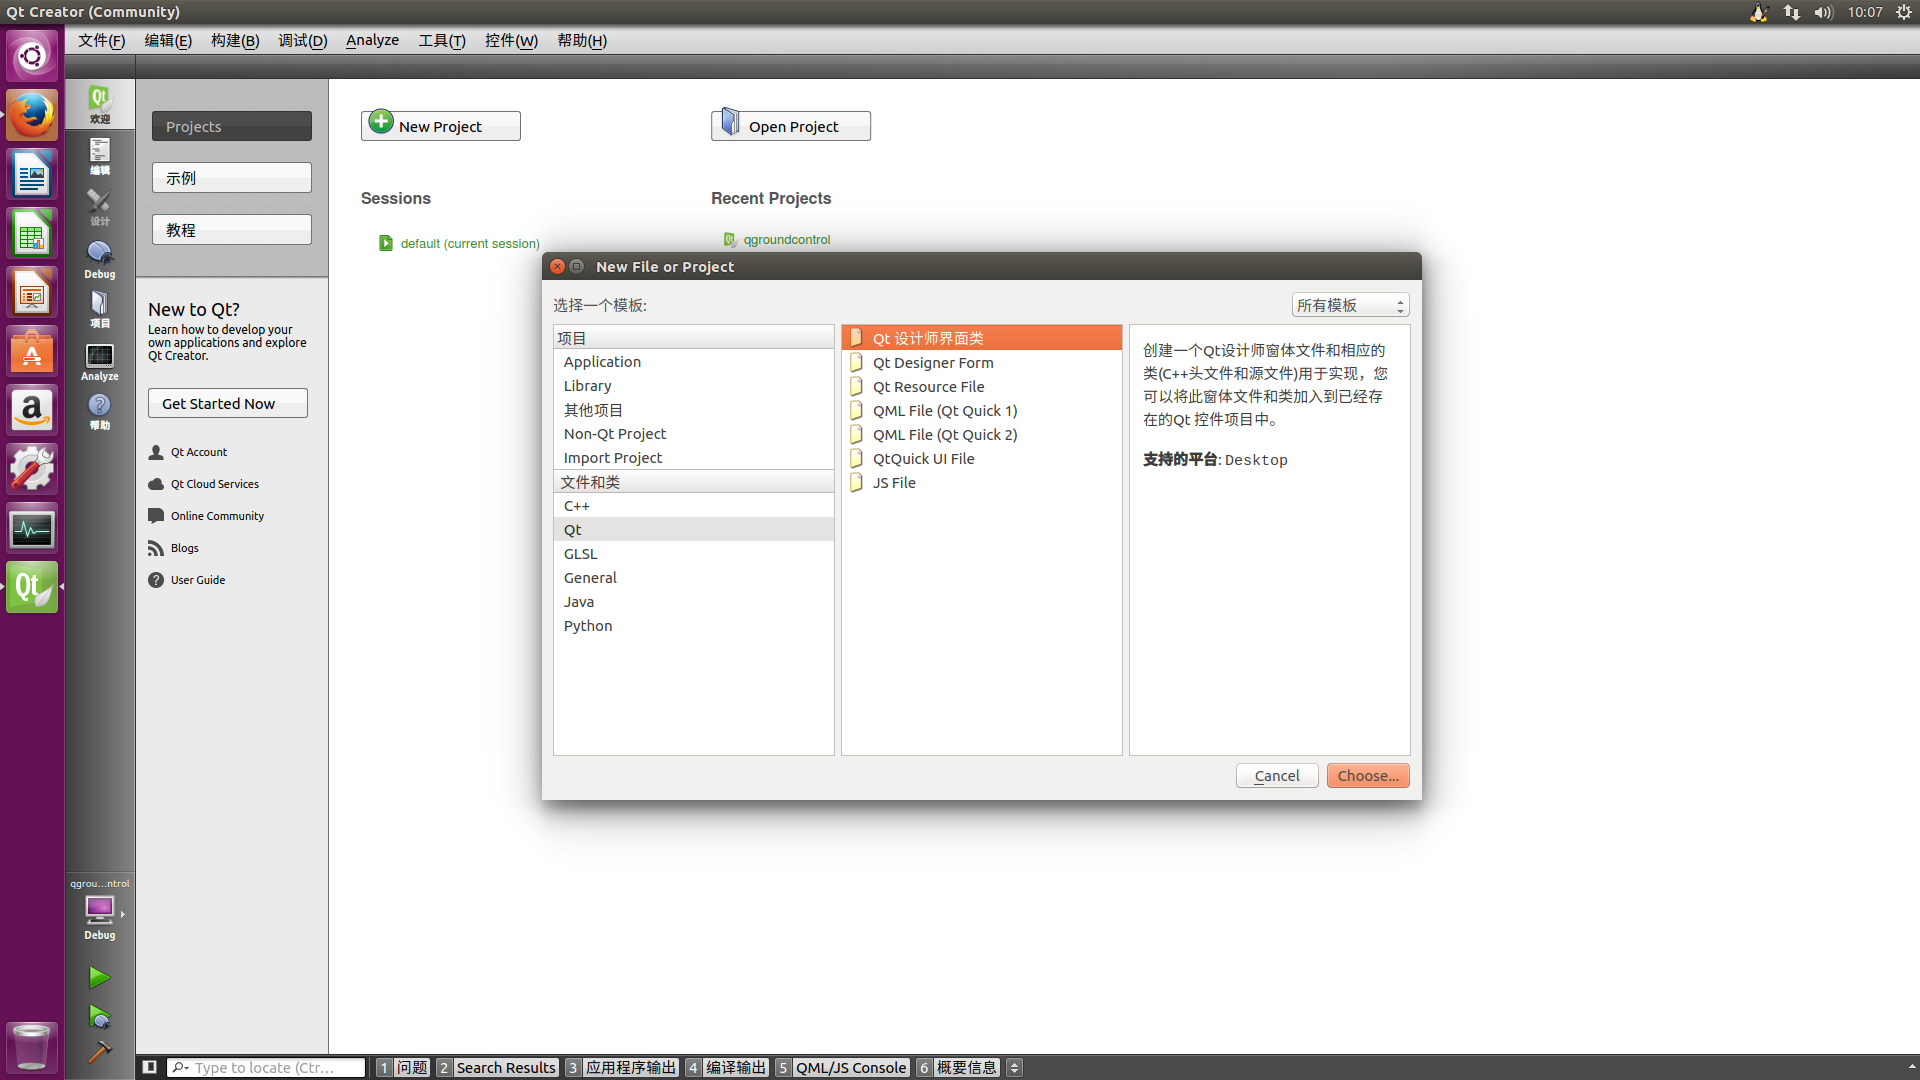 Qt Creator (Community)
10:07
文件(F) 编辑(E) 构建(B) 调试(D) Analyze 工具(T) 控件(W) 帮助(H)
Qt
欢迎
编辑
设计
Debug
项目
Analyze
帮助
Projects
示例
教程
New to Qt?
Learn how to develop your
own applications and explore
Qt Creator.
Get Started Now
Qt Account
Qt Cloud Services
Online Community
Blogs
User Guide
New Project
Open Project
Sessions
Recent Projects
default (current session)
qgroundcontrol
New File or Project
选择一个模板:
所有模板
项目
Application
Library
其他项目
Non-Qt Project
Import Project
文件和类
C++
Qt
GLSL
General
Java
Python
Qt 设计师界面类
Qt Designer Form
Qt Resource File
QML File (Qt Quick 1)
QML File (Qt Quick 2)
QtQuick UI File
JS File
创建一个Qt设计师窗体文件和相应的
类(C++头文件和源文件)用于实现，您
可以将此窗体文件和类加入到已经存
在的Qt 控件项目中。
支持的平台: Desktop
Cancel
Choose...
qgrou...ntrol
Debug
Type to locate (Ctr...
1 问题 2 Search Results 3 应用程序输出 4 编译输出 5 QML/JS Console 6 概要信息